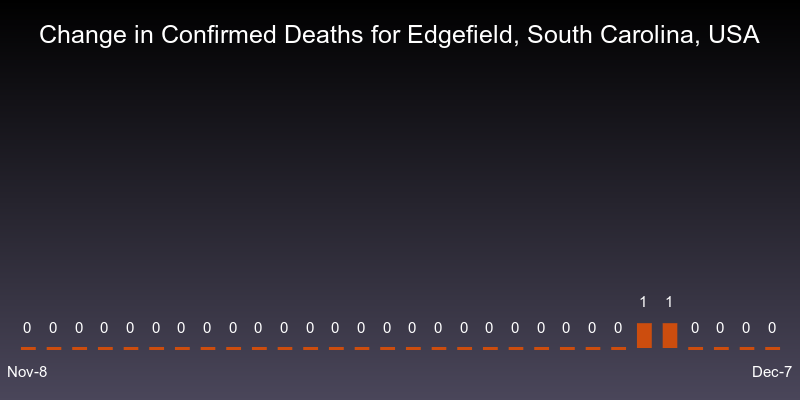 Change in Confirmed Deaths for Edgefield, South Carolina, USA
1 1
0 0 0 0 0 0 0 0 0 0 0 0 0 0 0 0 0 0 0 0 0 0 0 0 0 0 0 0
Nov-8 Dec-7